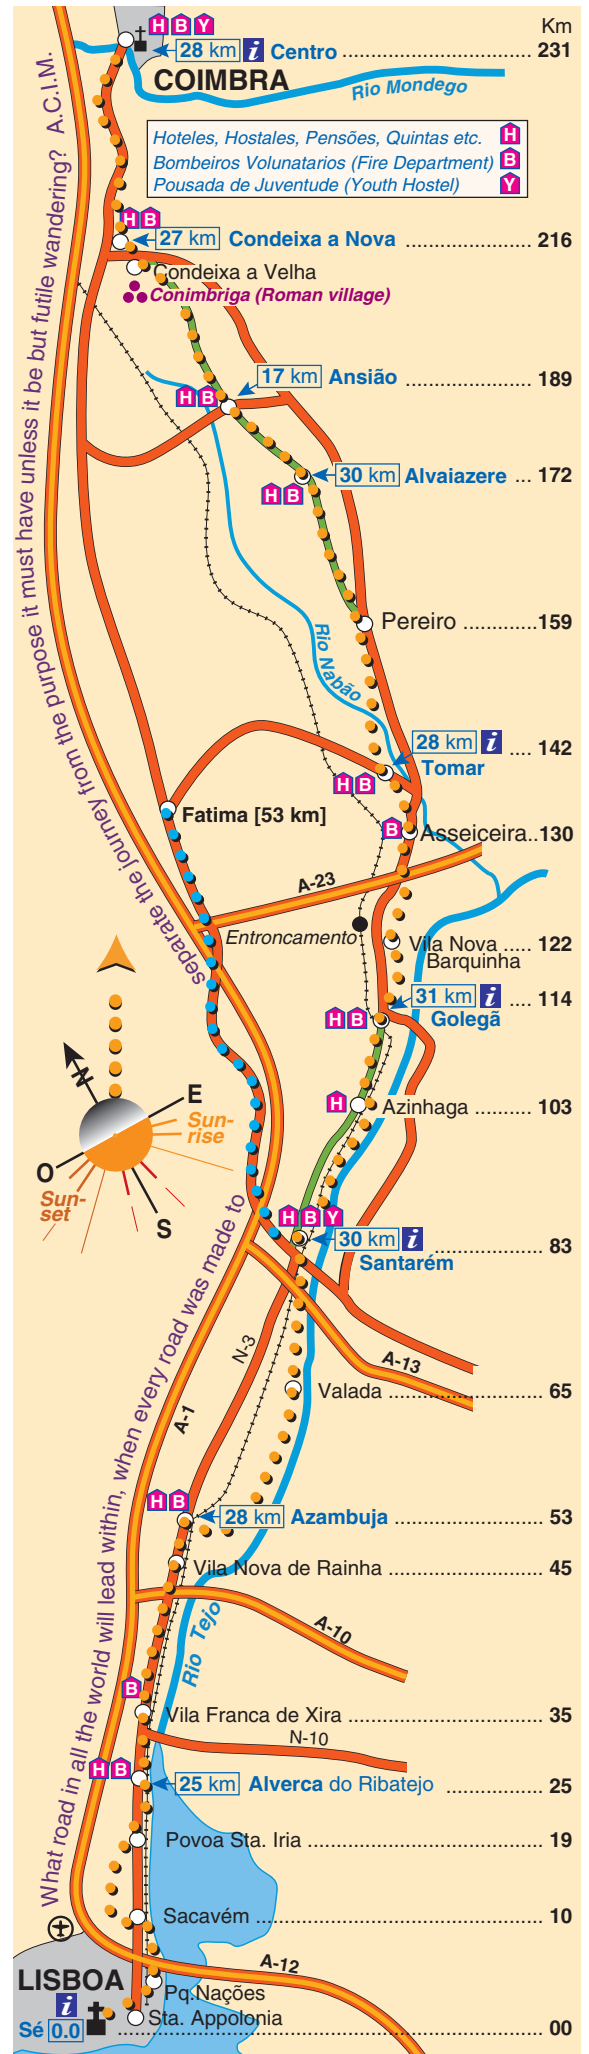 Km
H B Y
28 km i Centro ........ 231
COIMBRA
Rio Mondego
Hoteles, Hostales, Pensões, Quintas etc. H
Bombeiros Volunatarios (Fire Department) B
Pousada de Juventude (Youth Hostel) Y
H B
27 km Condeixa a Nova ........ 216
Condeixa a Velha
Conimbriga (Roman village)
17 km Ansião ........ 189
H B
30 km Alvaiazere ... 172
H B
Pereiro ........ 159
Rio Nabão
28 km i .... 142
Tomar
H B
Fatima [53 km]
B Asseiceira..130
A-23
Entroncamento
Vila Nova ..... 122
Barquinha
31 km i .... 114
Golegã
H B
N
E
O
S
Sun-
rise
Sun-
set
H Azinhaga .......... 103
H B Y
30 km i ........ 83
Santarém
N-3
A-13
A-1
Valada ........ 65
H B
28 km Azambuja ........ 53
Vila Nova de Rainha ........ 45
A-10
Rio Tejo
B
Vila Franca de Xira ........ 35
N-10
H B
25 km Alverca do Ribatejo ........ 25
Povoa Sta. Iria ........ 19
Sacavém ........ 10
A-12
LISBOA
Pq.Nações
i
Sta. Appolonia
Sé 0.0 ........ 00
What road in all the world will lead within, when every road was made to
separate the journey from the purpose it must have unless it be but futile wandering? A.C.I.M.